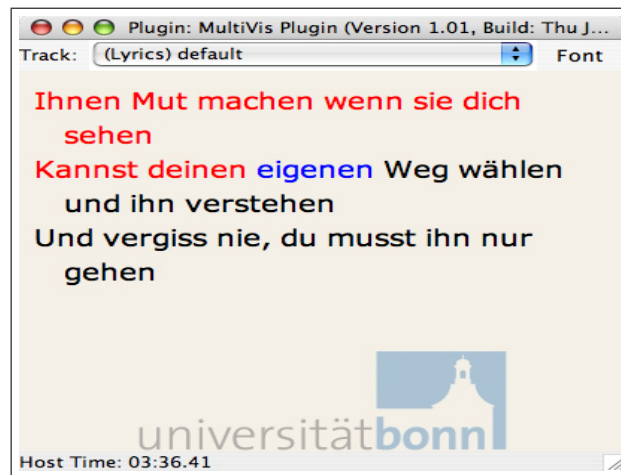 Plugin: MultiVis Plugin (Version 1.01, Build: Thu J...
Track: (Lyrics) default Font
Ihnen Mut machen wenn sie dich
sehen
Kannst deinen eigenen Weg wählen
und ihn verstehen
Und vergiss nie, du musst ihn nur
gehen
universitätbonn
Host Time: 03:36.41